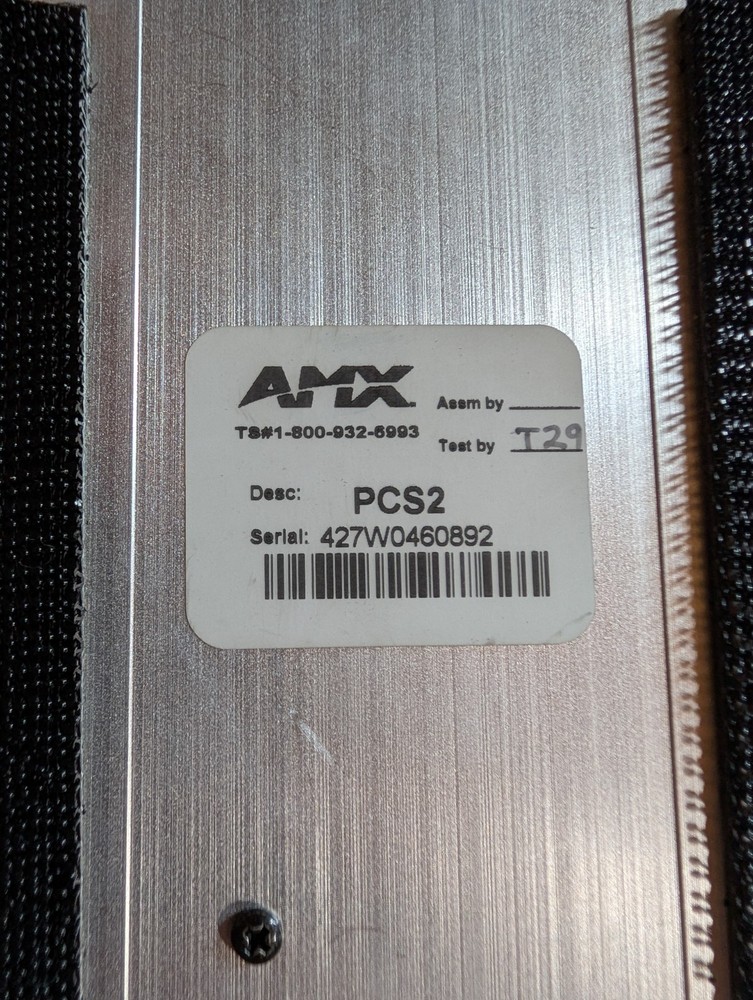 AMX
Assm by
TS#1-800-932-6993
Test by T29
Desc: PCS2
Serial: 427W0460892